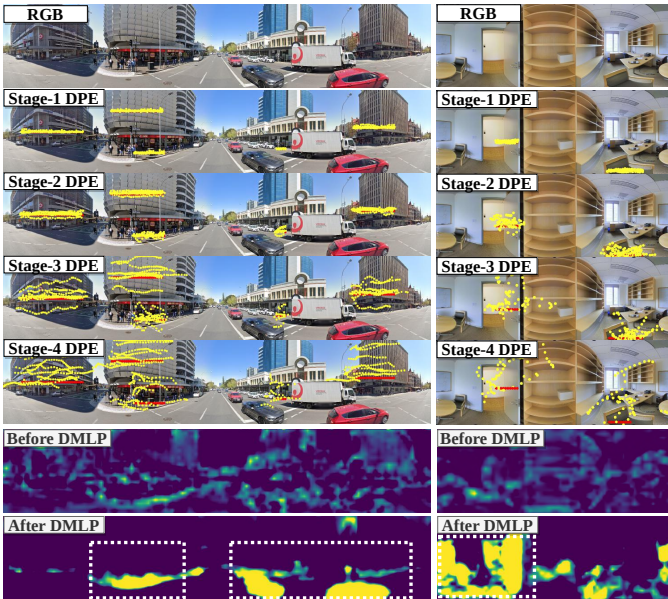 RGB
Stage-1 DPE
Stage-2 DPE
Stage-3 DPE
Stage-4 DPE
Before DMLP
After DMLP
RGB
Stage-1 DPE
Stage-2 DPE
Stage-3 DPE
Stage-4 DPE
Before DMLP
After DMLP